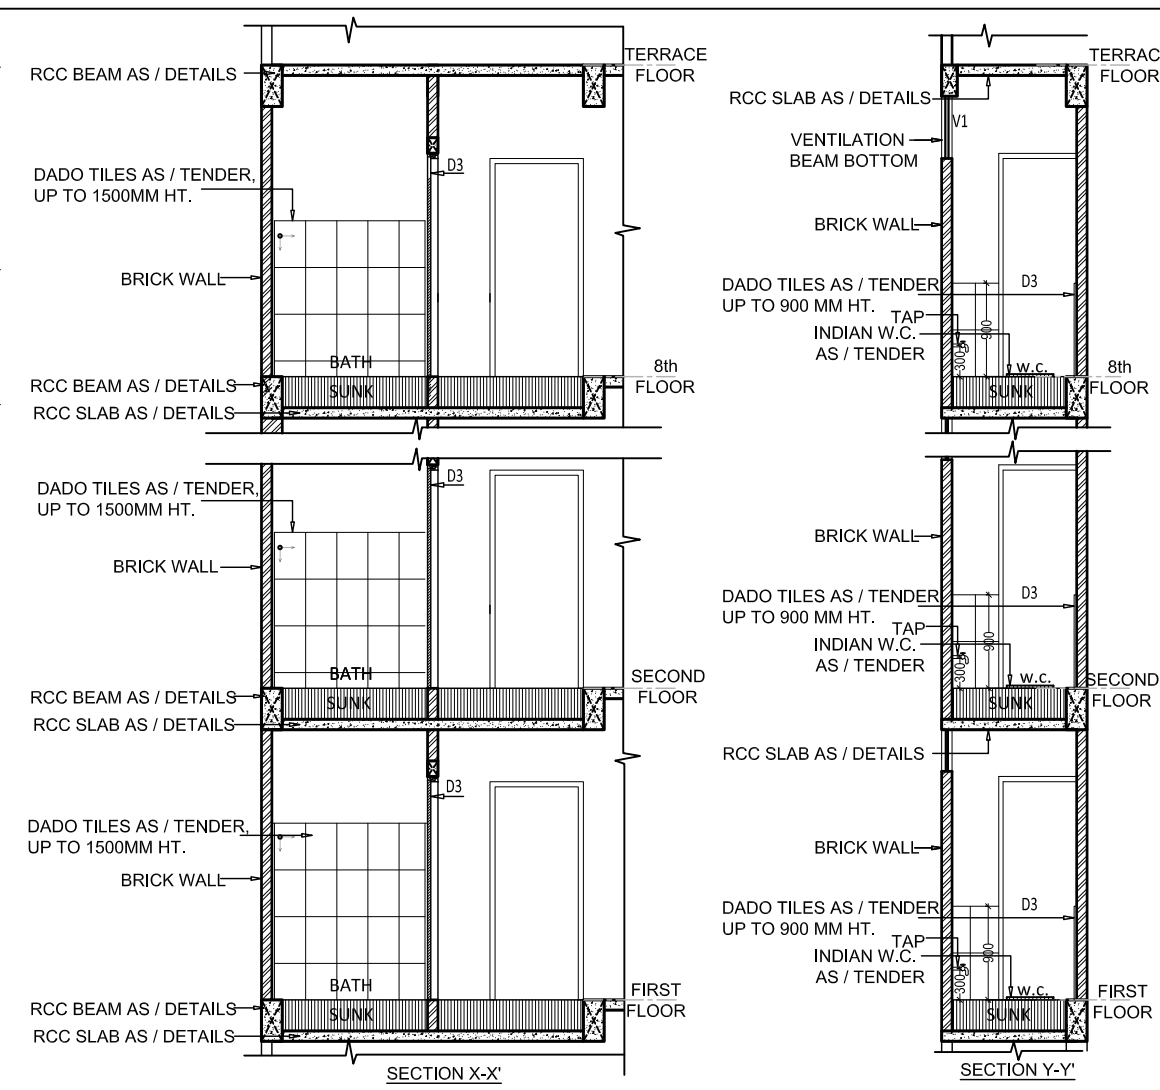 TERRACE
FLOOR
RCC BEAM AS / DETAILS
D3
DADO TILES AS / TENDER,
UP TO 1500MM HT.
BRICK WALL
BATH
8th
FLOOR
RCC BEAM AS / DETAILS
SUNK
RCC SLAB AS / DETAILS
D3
DADO TILES AS / TENDER,
UP TO 1500MM HT.
BRICK WALL
BATH
SECOND
FLOOR
RCC BEAM AS / DETAILS
SUNK
RCC SLAB AS / DETAILS
D3
DADO TILES AS / TENDER,
UP TO 1500MM HT.
BRICK WALL
BATH
FIRST
FLOOR
RCC BEAM AS / DETAILS
SUNK
RCC SLAB AS / DETAILS
SECTION X-X'
TERRAC
FLOOR
RCC SLAB AS / DETAILS
V1
VENTILATION
BEAM BOTTOM
BRICK WALL
DADO TILES AS / TENDER
UP TO 900 MM HT.
D3
TAP
900
INDIAN W.C.
AS / TENDER
300
W.C.
8th
FLOOR
SUNK
BRICK WALL
DADO TILES AS / TENDER
UP TO 900 MM HT.
D3
TAP
900
INDIAN W.C.
AS / TENDER
300
W.C.
SECOND
FLOOR
SUNK
RCC SLAB AS / DETAILS
BRICK WALL
DADO TILES AS / TENDER
UP TO 900 MM HT.
D3
TAP
900
INDIAN W.C.
AS / TENDER
300
W.C.
FIRST
FLOOR
SUNK
SECTION Y-Y'